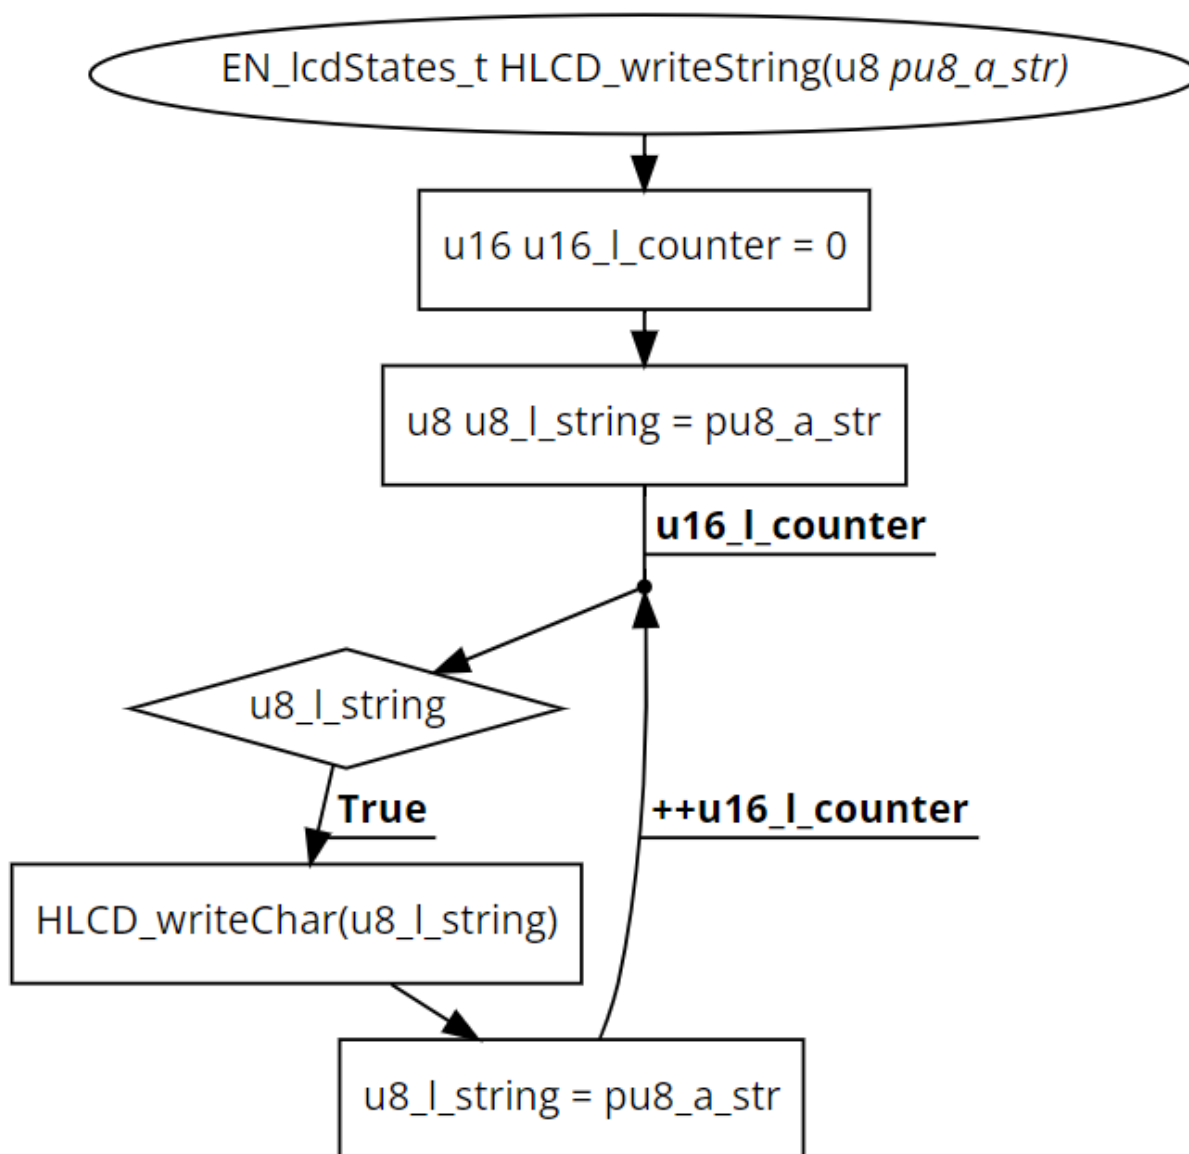 EN_lcdStates_t HLCD_writeString(u8 pu8_a_str)
u16 u16_l_counter = 0
u8 u8_l_string = pu8_a_str
u16_l_counter
u8_l_string
True
++u16_l_counter
HLCD_writeChar(u8_l_string)
u8_l_string = pu8_a_str